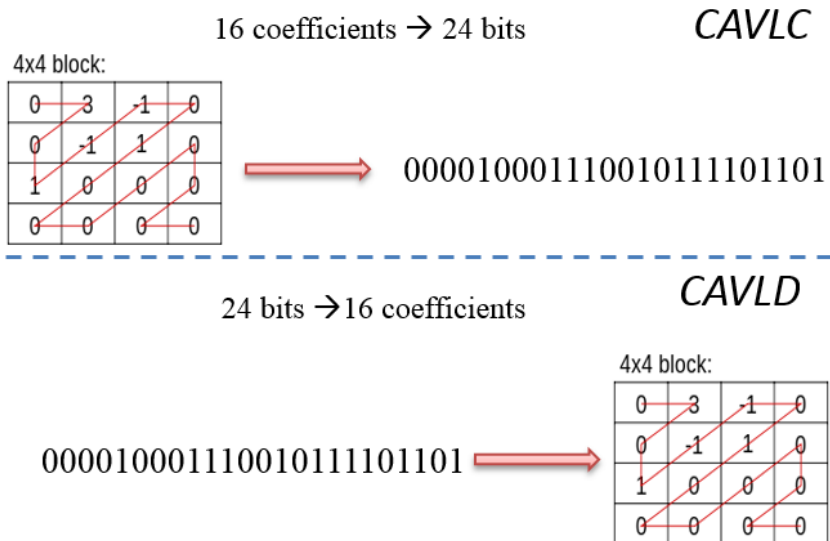 16 coefficients → 24 bits
CAVLC
4x4 block:
0 3 -1 0
0 -1 1 0
1 0 0 0
0 0 0 0
000010001110010111101101
CAVLD
24 bits →16 coefficients
4x4 block:
0 3 -1 0
0 -1 1 0
1 0 0 0
0 0 0 0
000010001110010111101101